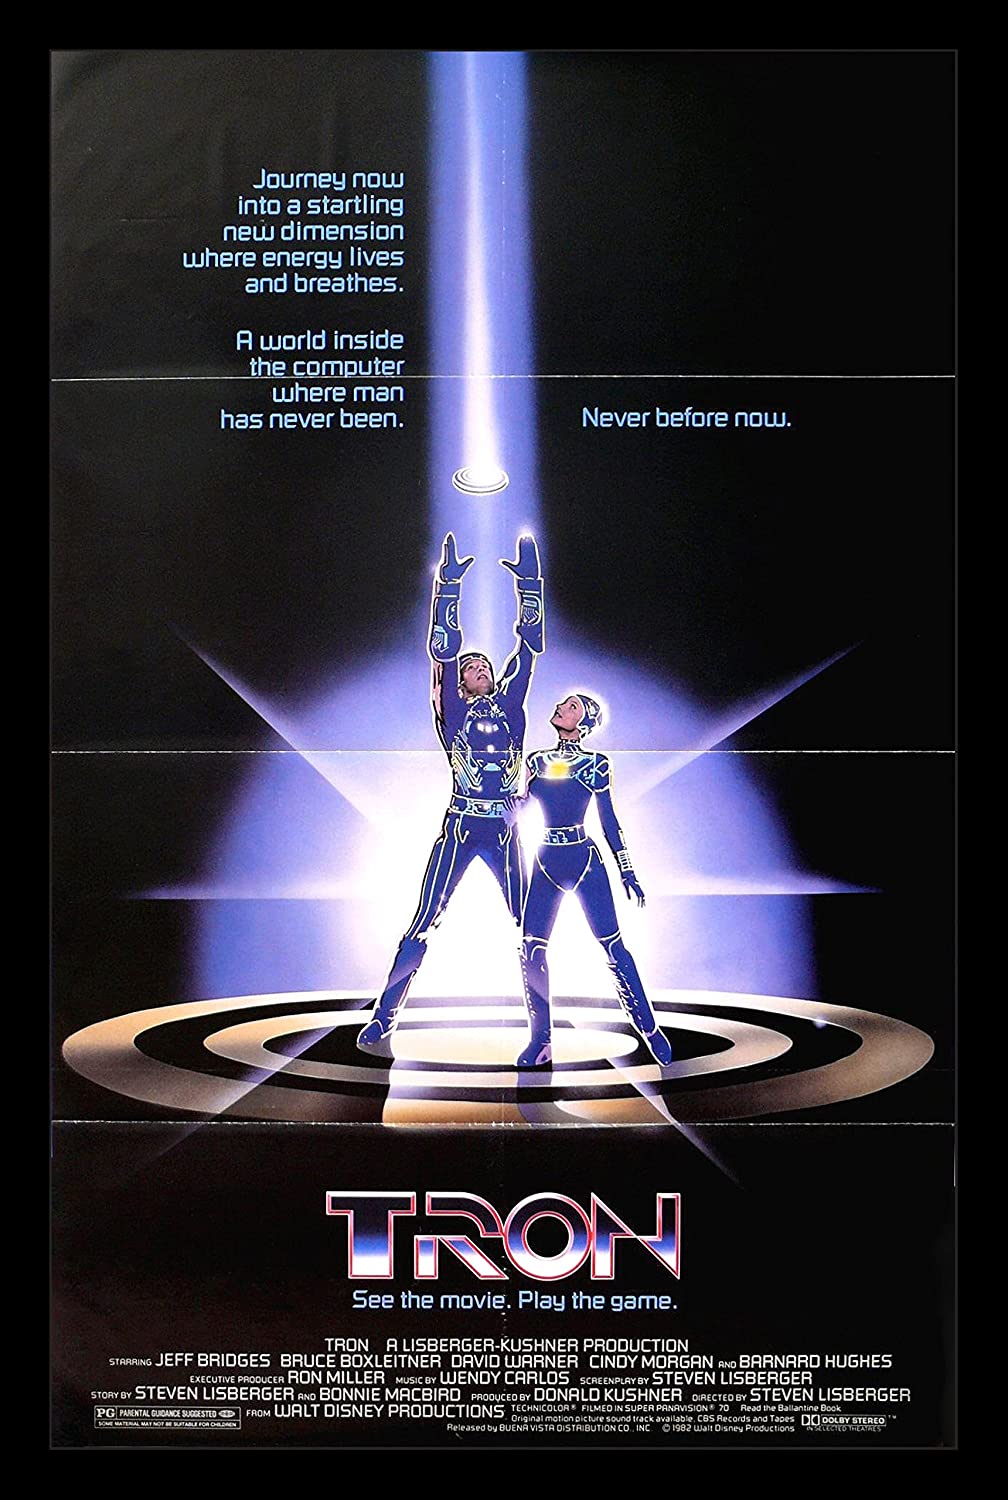 Journey now
into a startling
new dimension
where energy lives
and breathes.
A world inside
the computer
where man
has never been.
Never before now.
TRON
See the movie. Play the game.
TRON A LISBERGER-KUSHNER PRODUCTION
STARRING JEFF BRIDGES BRUCE BOXLEITNER DAVID WARNER CINDY MORGAN AND BARNARD HUGHES
EXECUTIVE PRODUCER RON MILLER MUSIC BY WENDY CARLOS SCREENPLAY BY STEVEN LISBERGER
STORY BY STEVEN LISBERGER AND BONNIE MACBIRD PRODUCED BY DONALD KUSHNER DIRECTED BY STEVEN LISBERGER
PG PARENTAL GUIDANCE SUGGESTED
SOME MATERIAL MAY NOT BE SUITABLE FOR CHILDREN
FROM WALT DISNEY PRODUCTIONS
TECHNICOLOR® FILMED IN SUPER PANAVISION® 70 Read the Ballantine Book
Original motion picture sound track available. CBS Records and Tapes
Released by BUENA VISTA DISTRIBUTION CO., INC. © 1982 Walt Disney Productions
DOLBY STEREO ™
IN SELECTED THEATRES